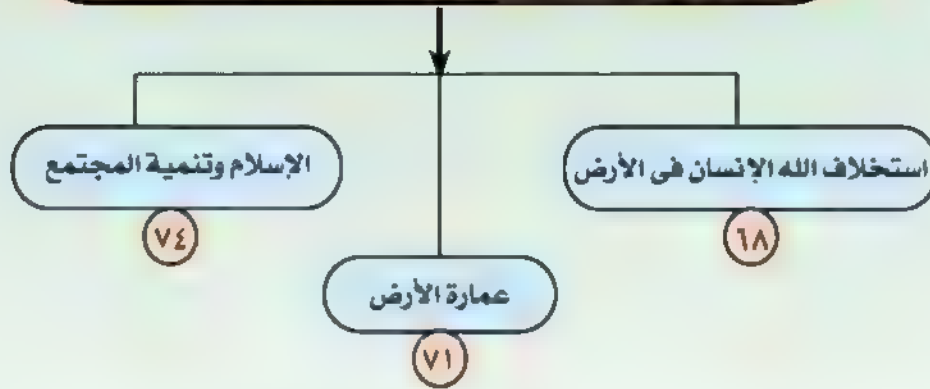 استخلاف الله الإنسان فى الأرض
٦٨
عمارة الأرض
٧١
الإسلام وتنمية المجتمع
٧٤